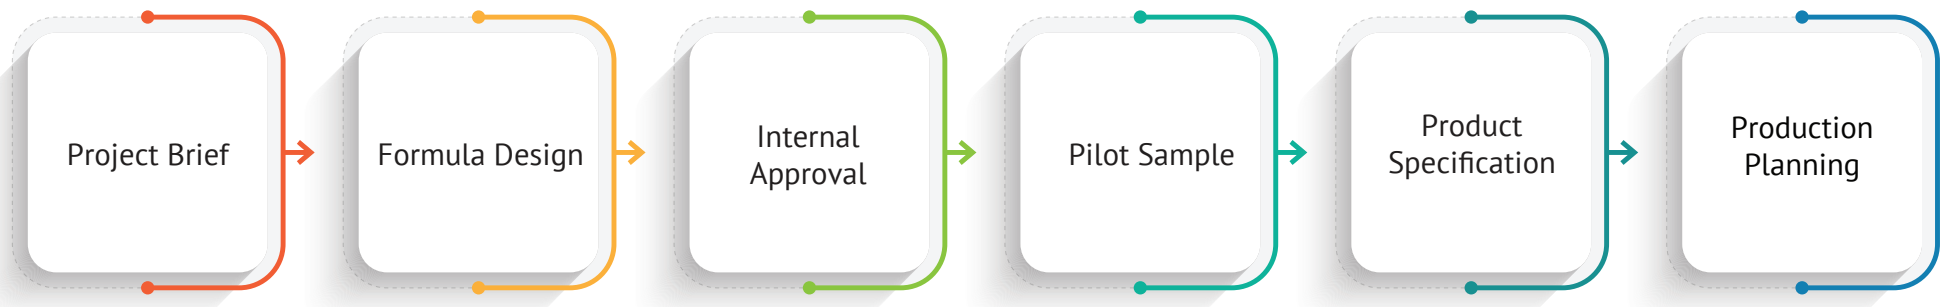 Project Brief
Formula Design
Internal
Approval
Pilot Sample
Product
Specification
Production
Planning